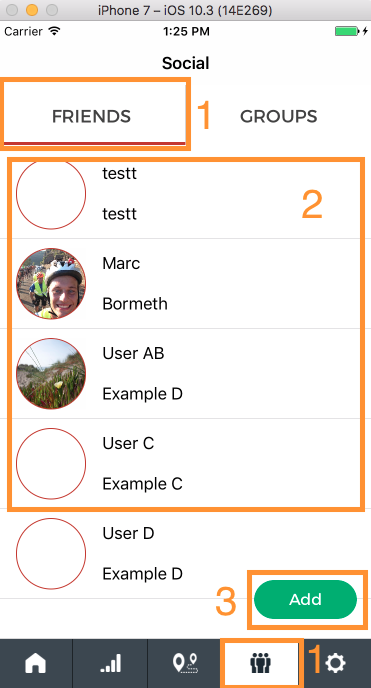 iPhone 7 – iOS 10.3 (14E269)
Carrier 1:25 PM
Social
FRIENDS 1 GROUPS
2
testt
testt
Marc
Bormeth
User AB
Example D
User C
Example C
User D
Example D
3 Add
1